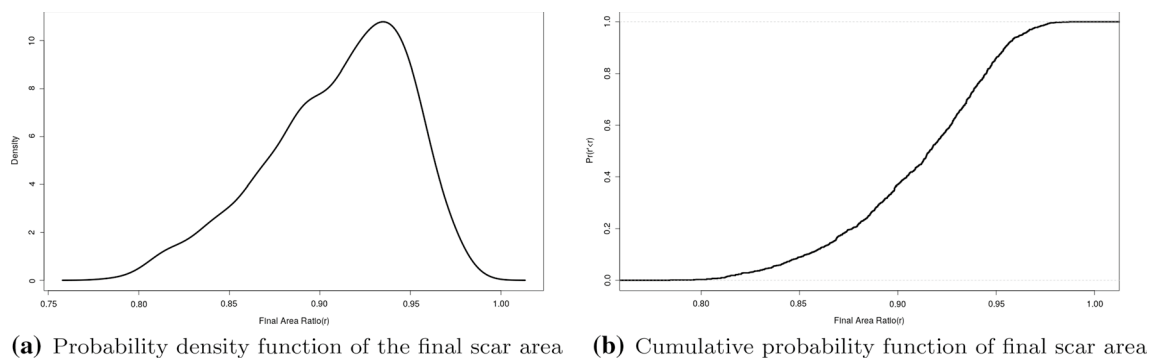 Density
0
2
4
6
8
10
0.75 0.80 0.85 0.90 0.95 1.00
Final Area Ratio(r)
(a) Probability density function of the final scar area
Pr(r'<r)
0.0
0.2
0.4
0.6
0.8
1.0
0.80 0.85 0.90 0.95 1.00
Final Area Ratio(r)
(b) Cumulative probability function of final scar area